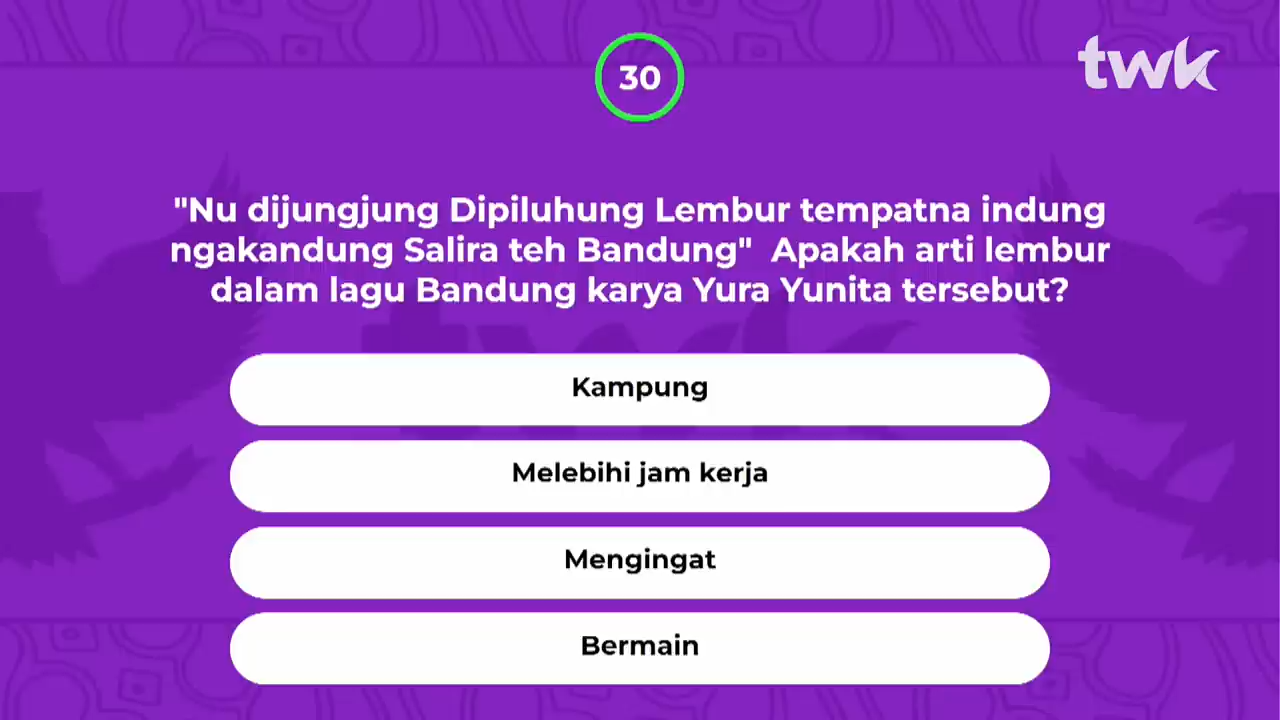 30
twk
"Nu dijungjung Dipiluhung Lembur tempatna indung
ngakandung Salira teh Bandung"  Apakah arti lembur
dalam lagu Bandung karya Yura Yunita tersebut?
Kampung
Melebihi jam kerja
Mengingat
Bermain